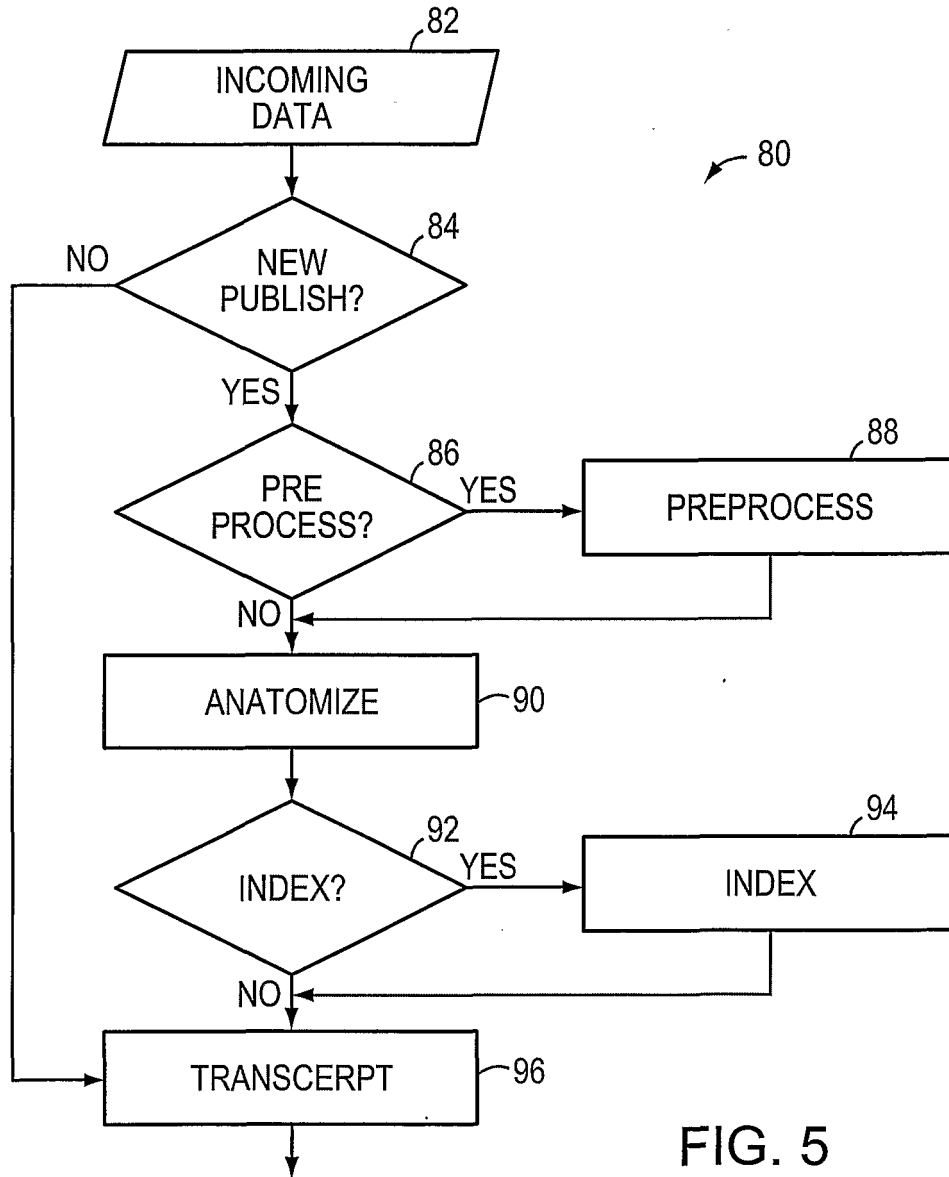 82
INCOMING
DATA
80
84
NO
NEW
PUBLISH?
YES
86
88
PRE
PROCESS?
YES
PREPROCESS
NO
ANATOMIZE
90
92
94
INDEX?
YES
INDEX
NO
TRANSCERPT
96
FIG. 5